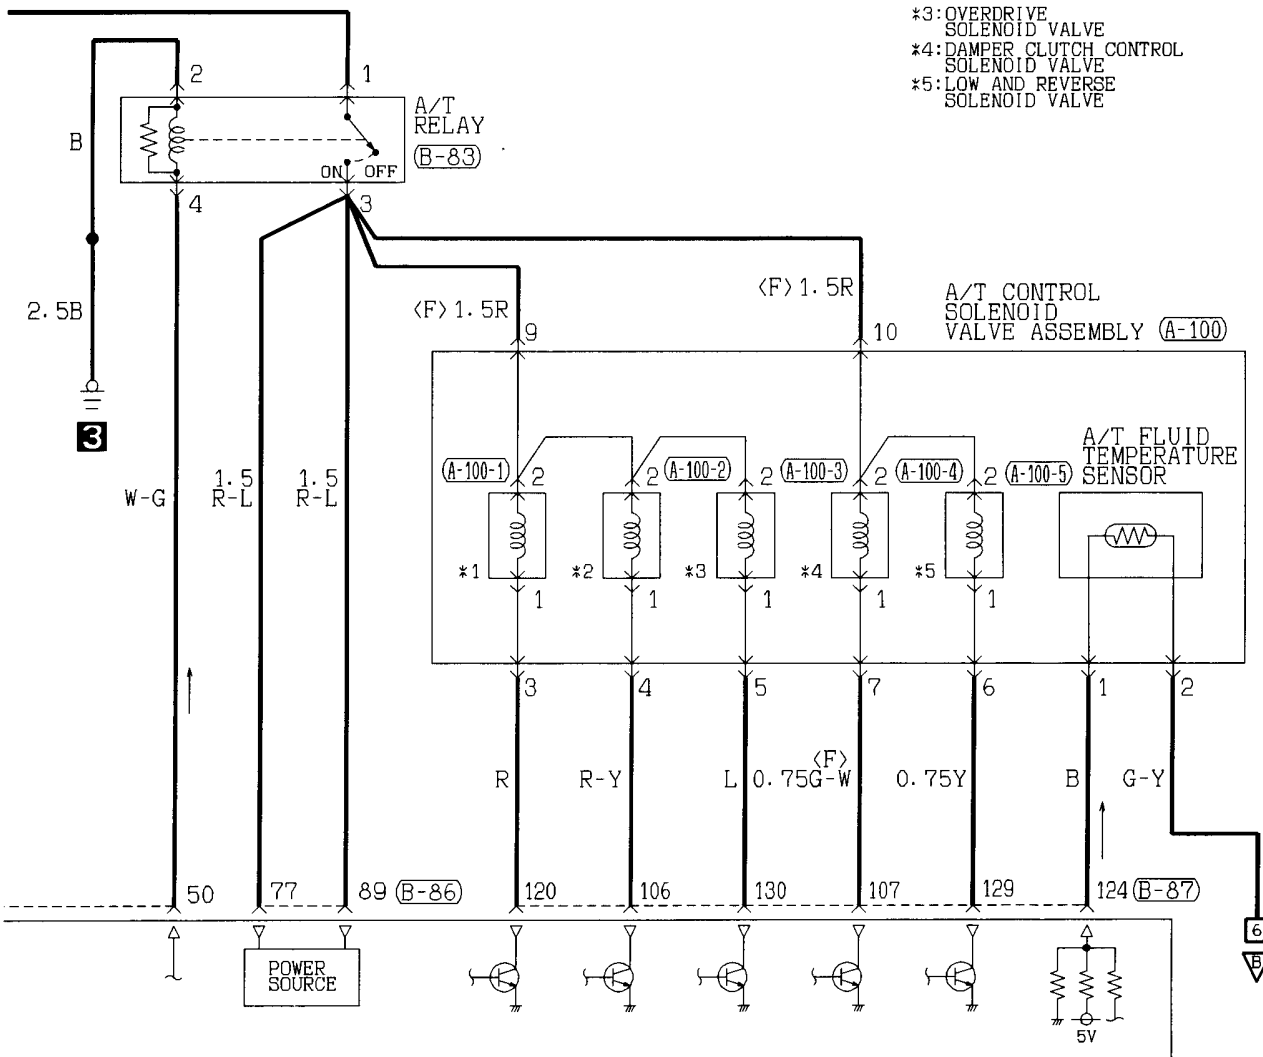 *3:OVERDRIVE
SOLENOID VALVE
*4:DAMPER CLUTCH CONTROL
SOLENOID VALVE
*5:LOW AND REVERSE
SOLENOID VALVE
2
1
A/T
RELAY
B-83
B
ON OFF
4
3
2.5B
<F>1.5R
<F>1.5R
9
10
A/T CONTROL
SOLENOID
VALVE ASSEMBLY A-100
3
W-G
1.5
R-L
1.5
R-L
A/T FLUID
TEMPERATURE
SENSOR
A-100-1 2
2 A-100-2 2
A-100-3 2
A-100-4 2
A-100-5
*1 *2 *3 *4 *5
1 1 1 1 1
3 4 5 7 6 1 2
R
R-Y
L
<F>
0.75G-W
0.75Y
B
G-Y
50 77 89 B-86
120 106 130 107 129 124 B-87
6
B
POWER
SOURCE
5V